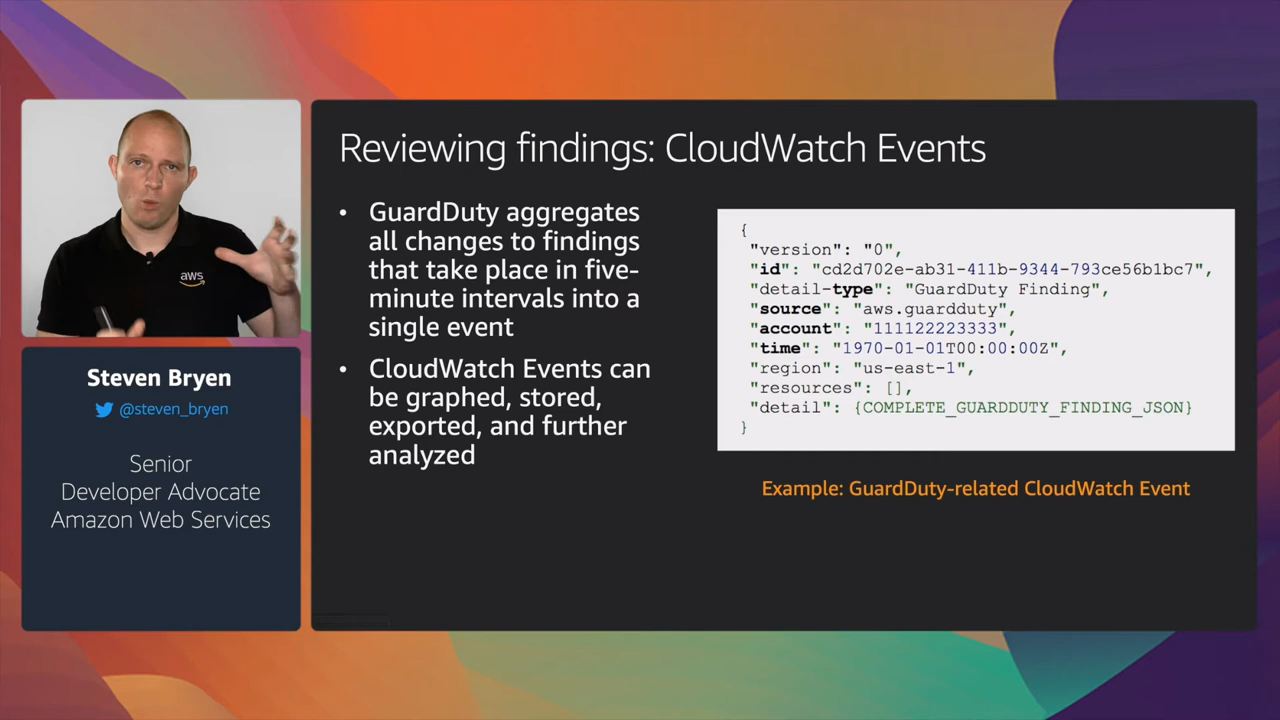 Reviewing findings: CloudWatch Events
• GuardDuty aggregates
all changes to findings
that take place in five-
minute intervals into a
single event
• CloudWatch Events can
be graphed, stored,
exported, and further
analyzed
{
"version": "0",
"id": "cd2d702e-ab31-411b-9344-793ce56b1bc7",
"detail-type": "GuardDuty Finding",
"source": "aws.guardduty",
"account": "111122223333",
"time": "1970-01-01T00:00:00Z",
"region": "us-east-1",
"resources": [],
"detail": {COMPLETE_GUARDDUTY_FINDING_JSON}
}
Example: GuardDuty-related CloudWatch Event
aws
Steven Bryen
@steven_bryen
Senior
Developer Advocate
Amazon Web Services